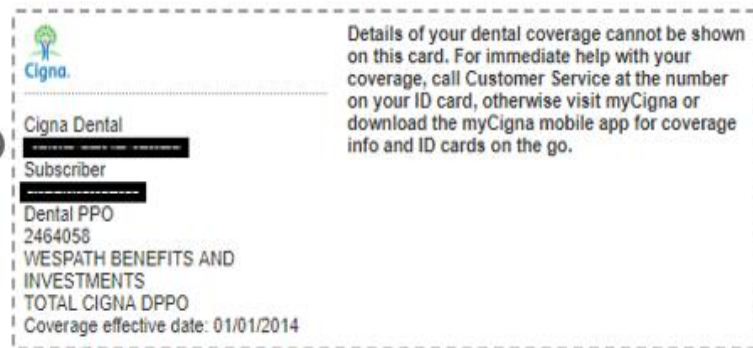 Cigna.
Cigna Dental
Subscriber
Dental PPO
2464058
WESPATH BENEFITS AND
INVESTMENTS
TOTAL CIGNA DPPO
Coverage effective date: 01/01/2014
Details of your dental coverage cannot be shown
on this card. For immediate help with your
coverage, call Customer Service at the number
on your ID card, otherwise visit myCigna or
download the myCigna mobile app for coverage
info and ID cards on the go.